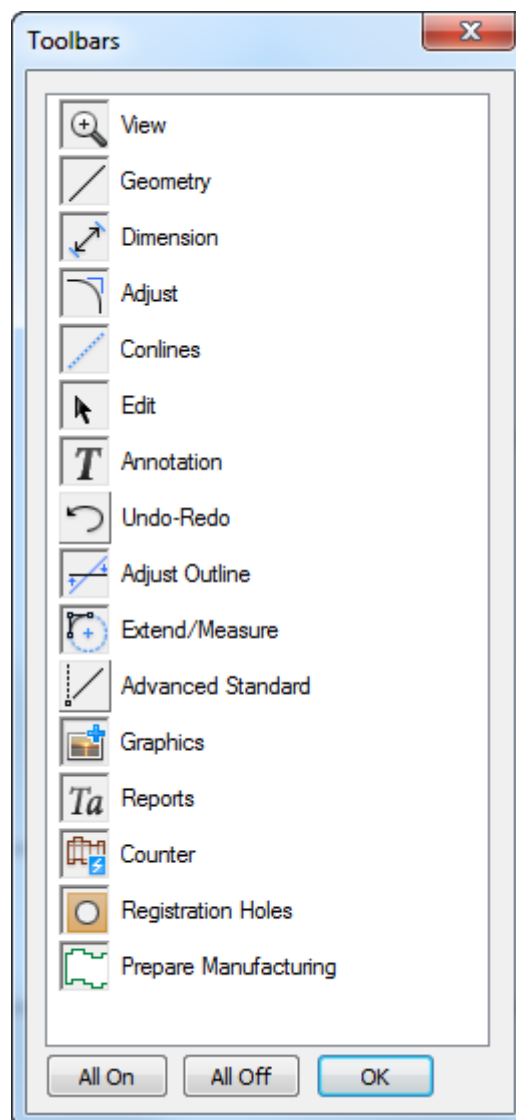 Toolbars
View
Geometry
Dimension
Adjust
Conlines
Edit
T Annotation
Undo-Redo
Adjust Outline
Extend/Measure
Advanced Standard
Graphics
Ta Reports
Counter
Registration Holes
Prepare Manufacturing
All On All Off OK